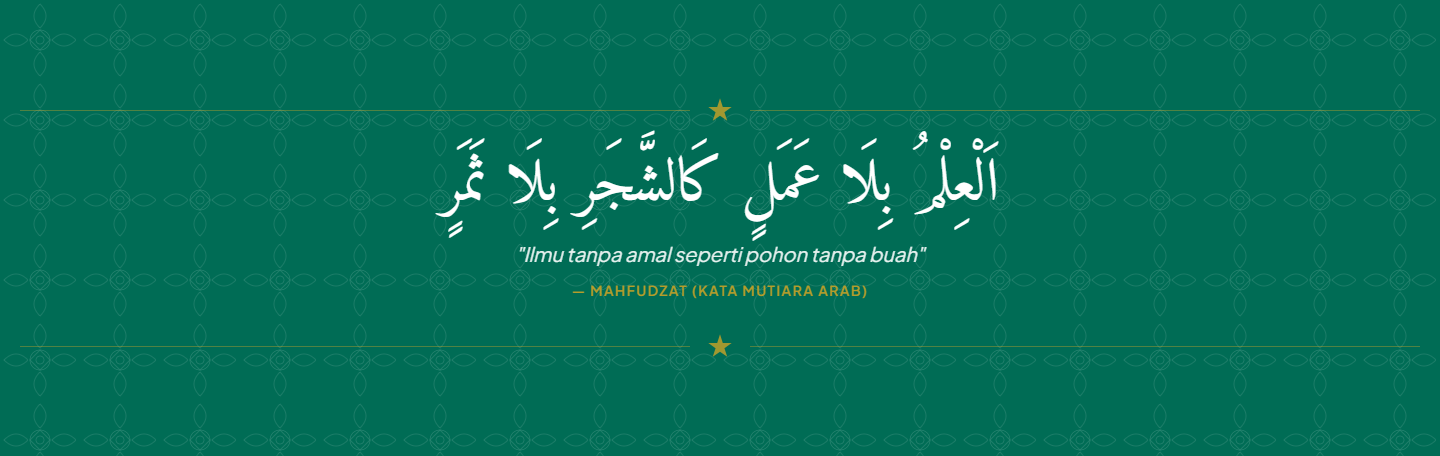 اَلْعِلْمُ بِلَا عَمَلٍ كَالشَّجَرِ بِلَا ثَمَرٍ
"Ilmu tanpa amal seperti pohon tanpa buah"
— MAHFUDZAT (KATA MUTIARA ARAB)